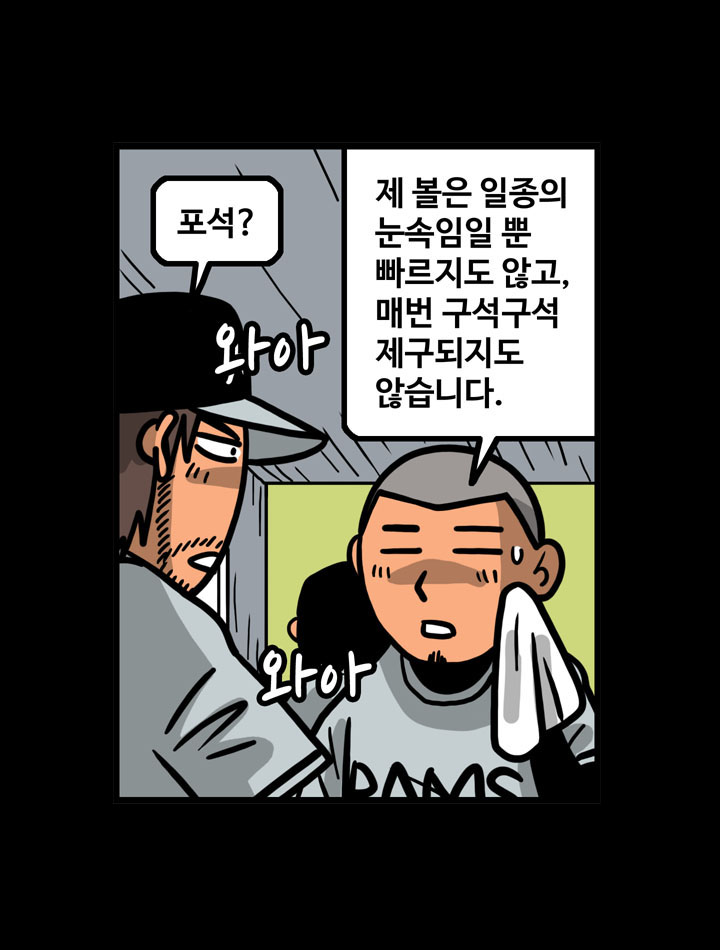 포석?
제 볼은 일종의
눈속임일 뿐
빠르지도 않고,
매번 구석구석
제구되지도
않습니다.
와아
와아
RAMS